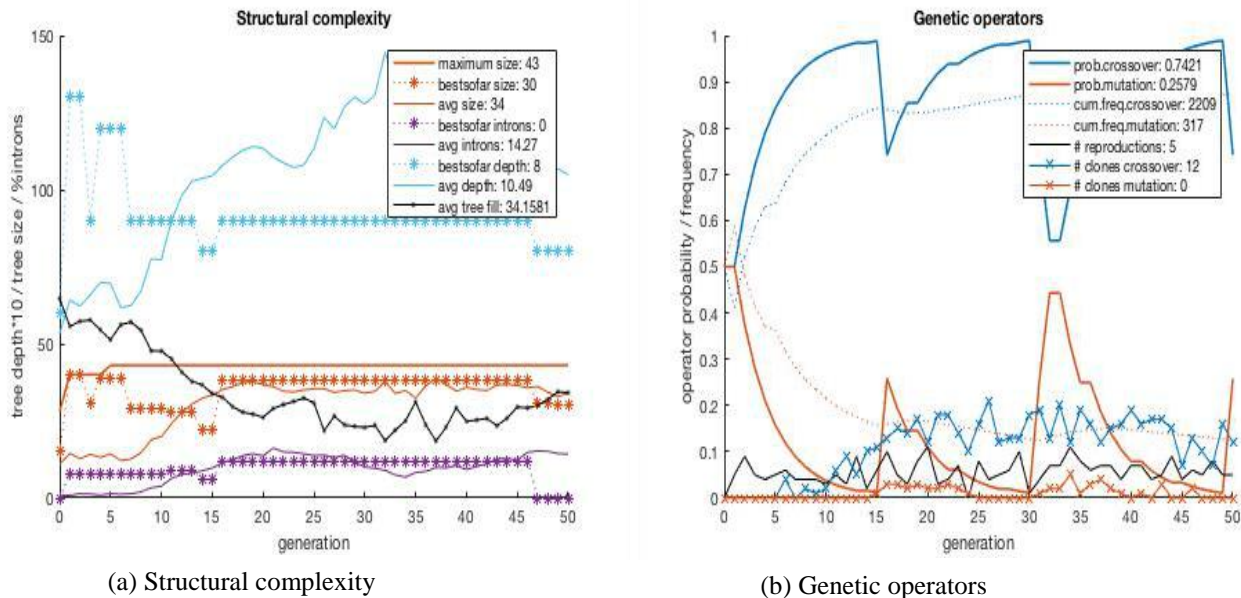 Structural complexity
150
100
50
0
tree depth*10 / tree size / %introns
maximum size: 43
bestsofar size: 30
avg size: 34
bestsofar introns: 0
avg introns: 14.27
bestsofar depth: 8
avg depth: 10.49
avg tree fill: 34.1581
0 5 10 15 20 25 30 35 40 45 50
generation
(a) Structural complexity
Genetic operators
1
0.9
0.8
0.7
0.6
0.5
0.4
0.3
0.2
0.1
0
operator probability / frequency
prob.crossover: 0.7421
prob.mutation: 0.2579
cum.freq.crossover: 2209
cum.freq.mutation: 317
# reproductions: 5
# clones crossover: 12
# clones mutation: 0
0 5 10 15 20 25 30 35 40 45 50
generation
(b) Genetic operators